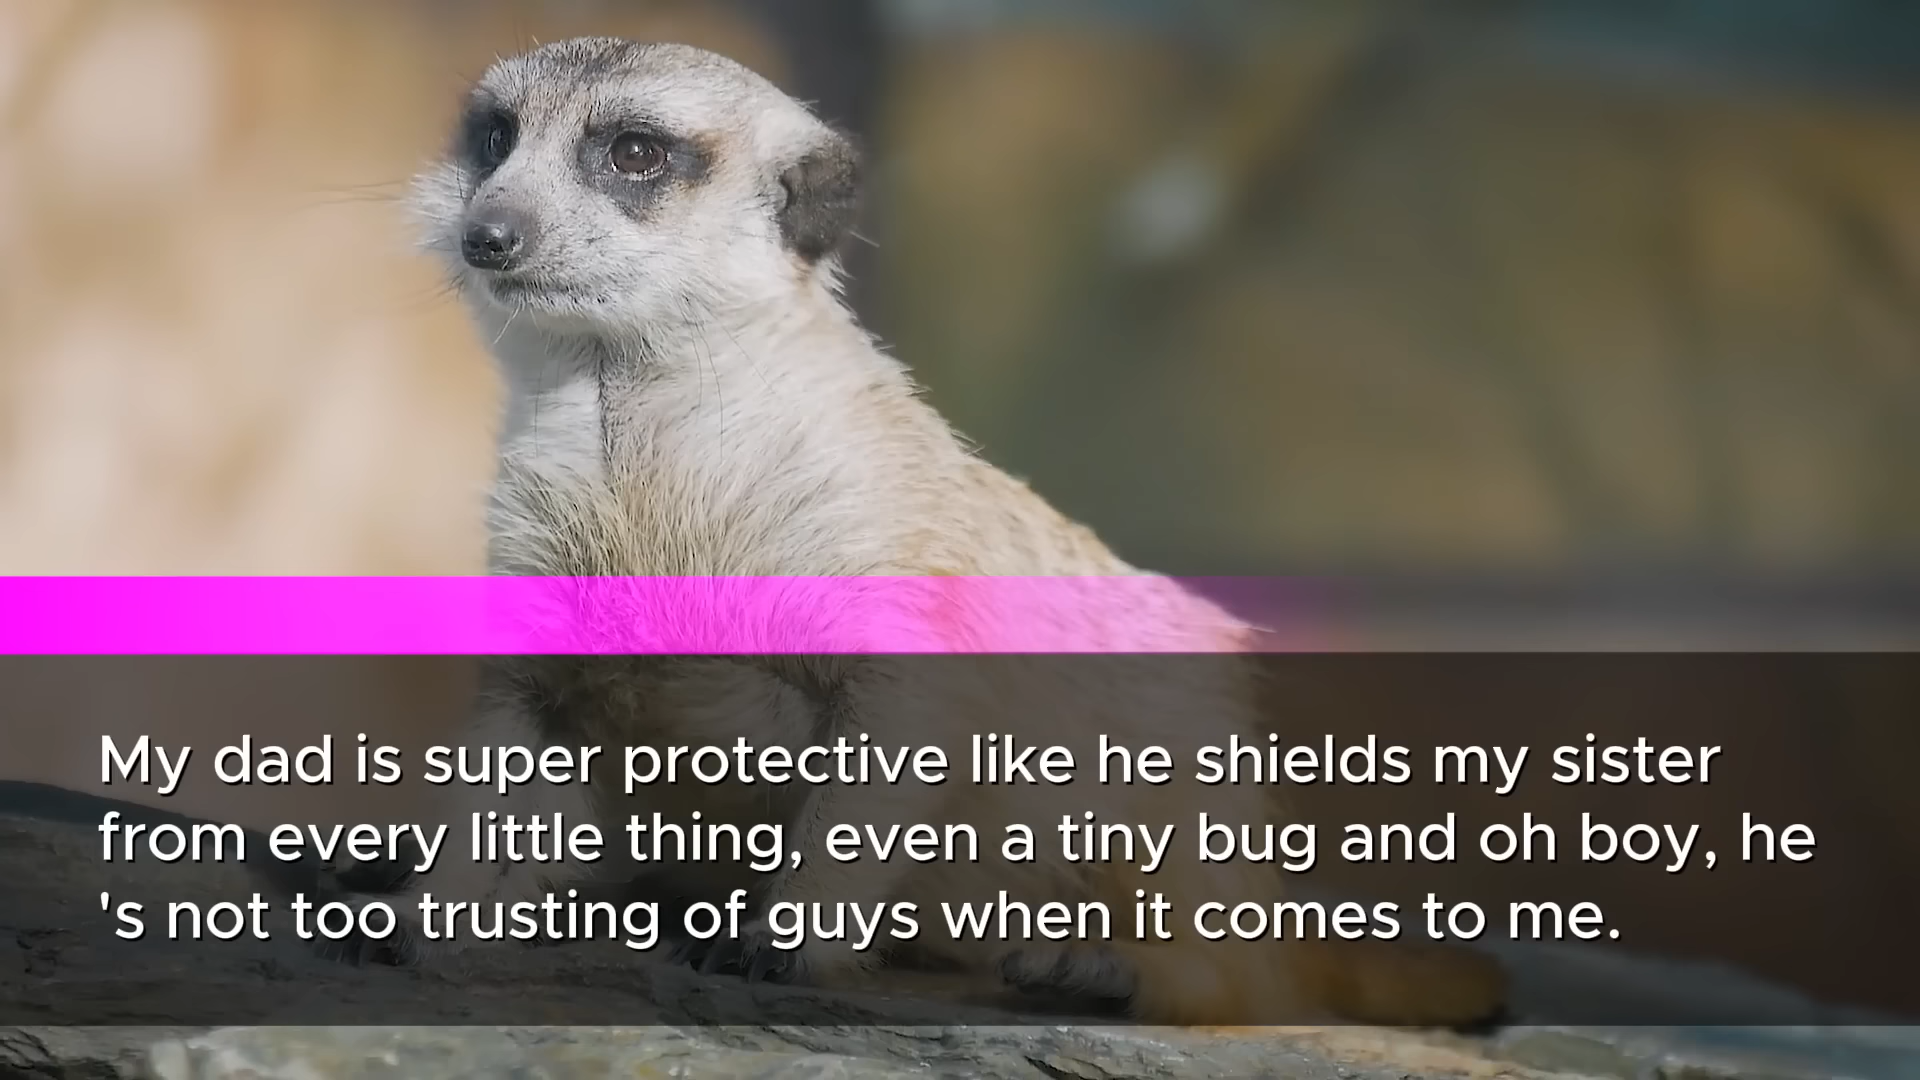 My dad is super protective like he shields my sister
from every little thing, even a tiny bug and oh boy, he
's not too trusting of guys when it comes to me.